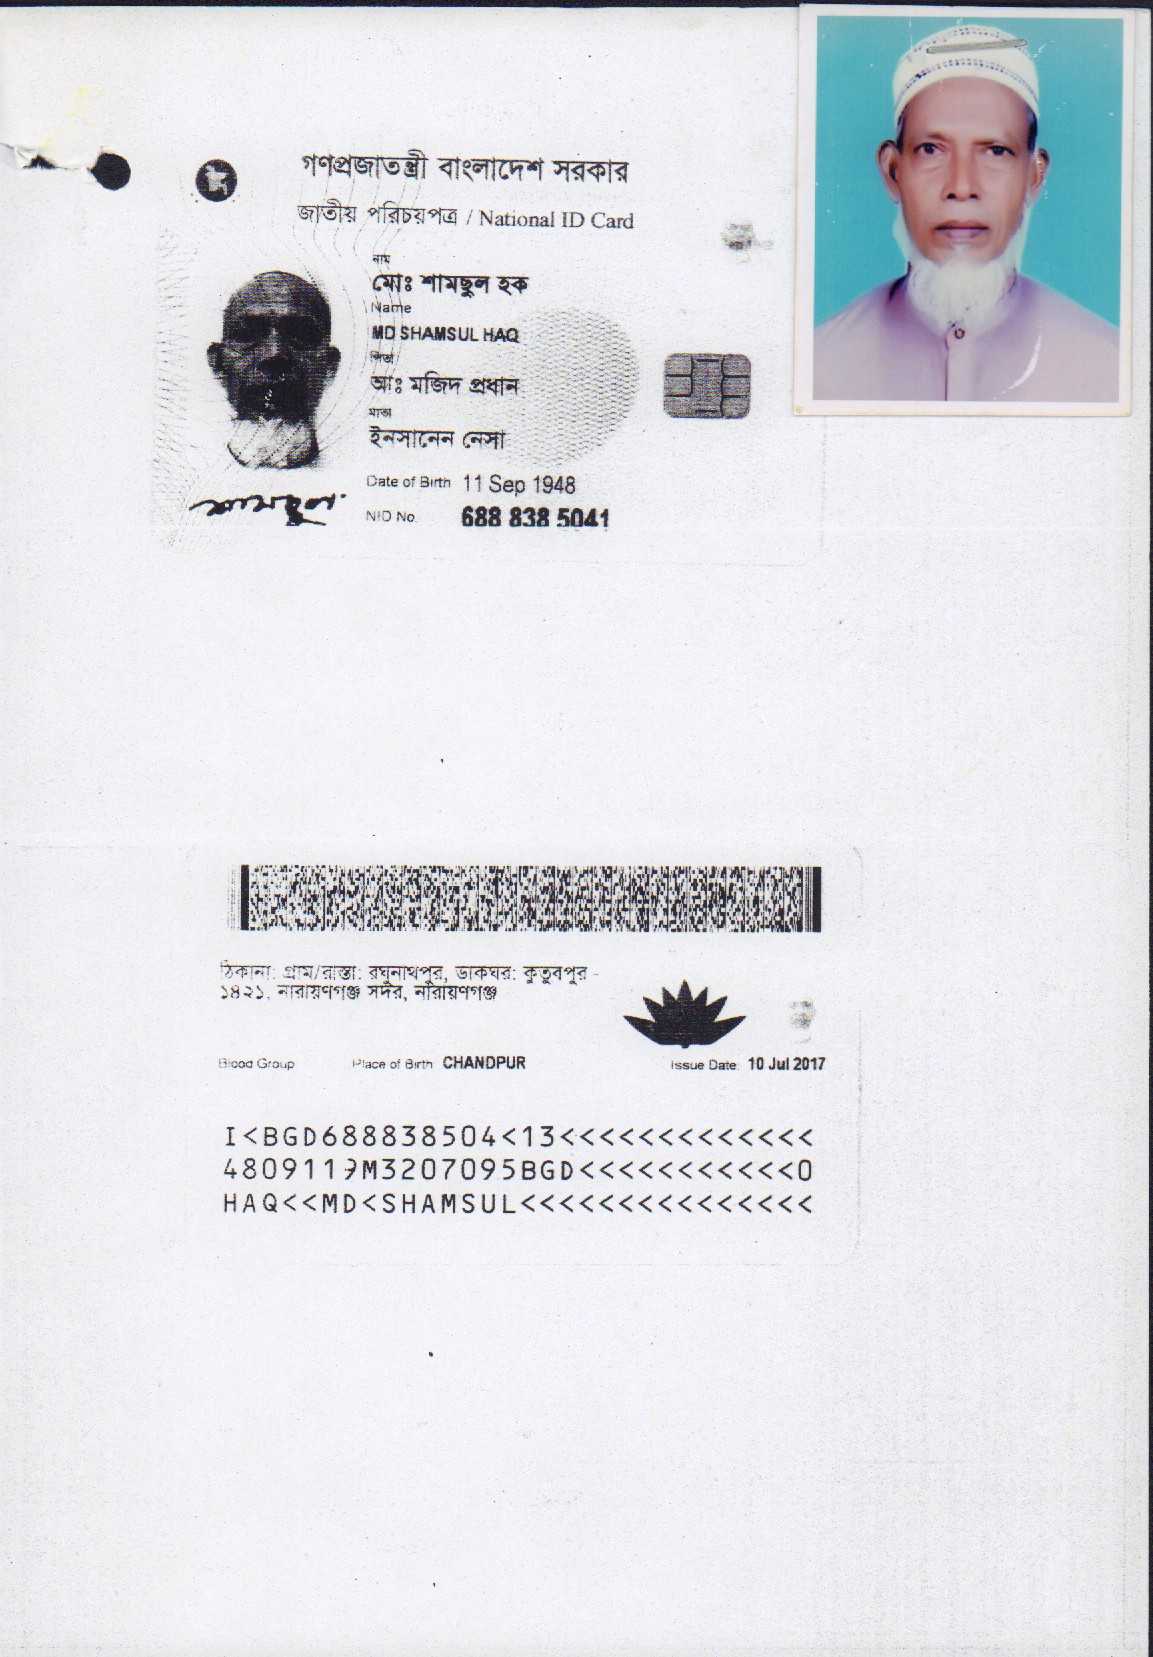 গণপ্রজাতন্ত্রী বাংলাদেশ সরকার
জাতীয় পরিচয়পত্র / National ID Card
নাম
মোঃ শামছুল হক
Name
MD SHAMSUL HAQ
পিতা
আঃ মজিদ প্রধান
মাতা
ইনসানেন নেসা
Date of Birth 11 Sep 1948
NID No. 688 838 5041
শামছুল
ঠিকানা: গ্রাম/রাস্তা: রঘুনাথপুর, ডাকঘর: কুতুবপুর -
১৪২১, নারায়ণগঞ্জ সদর, নারায়ণগঞ্জ
Blood Group Place of Birth CHANDPUR Issue Date: 10 Jul 2017
I<BGD688838504<13<<<<<<<<<<<<<
4809119M3207095BGD<<<<<<<<<<<0
HAQ<<MD<SHAMSUL<<<<<<<<<<<<<<<